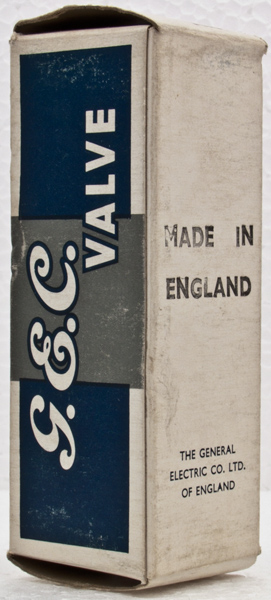 G.E.C.
VALVE
MADE IN
ENGLAND
THE GENERAL
ELECTRIC CO. LTD.
OF ENGLAND